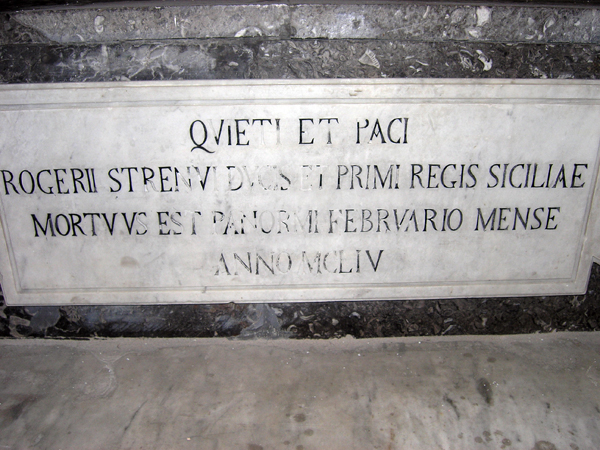 QVIETI ET PACI
ROGERII STRENVI DVCIS ET PRIMI REGIS SICILIAE
MORTVVS EST PANORMI FEBRVARIO MENSE
ANNO MCLIV